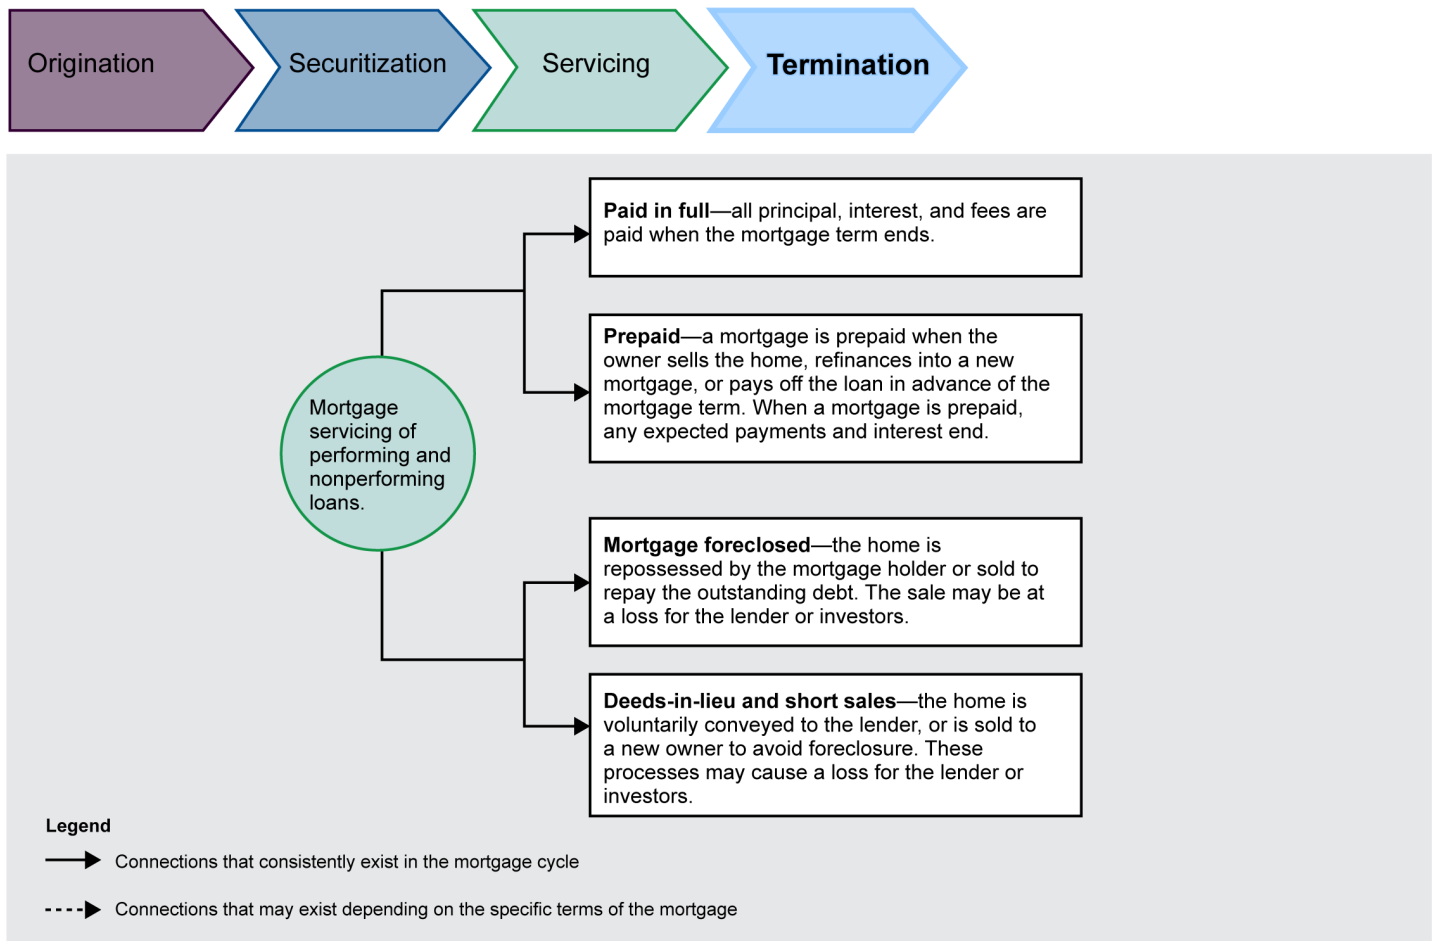 Origination
Securitization
Servicing
Termination
Paid in full—all principal, interest, and fees are
paid when the mortgage term ends.
Prepaid—a mortgage is prepaid when the
owner sells the home, refinances into a new
mortgage, or pays off the loan in advance of the
mortgage term. When a mortgage is prepaid,
any expected payments and interest end.
Mortgage
servicing of
performing and
nonperforming
loans.
Mortgage foreclosed—the home is
repossessed by the mortgage holder or sold to
repay the outstanding debt. The sale may be at
a loss for the lender or investors.
Deeds-in-lieu and short sales—the home is
voluntarily conveyed to the lender, or is sold to
a new owner to avoid foreclosure. These
processes may cause a loss for the lender or
investors.
Legend
Connections that consistently exist in the mortgage cycle
Connections that may exist depending on the specific terms of the mortgage